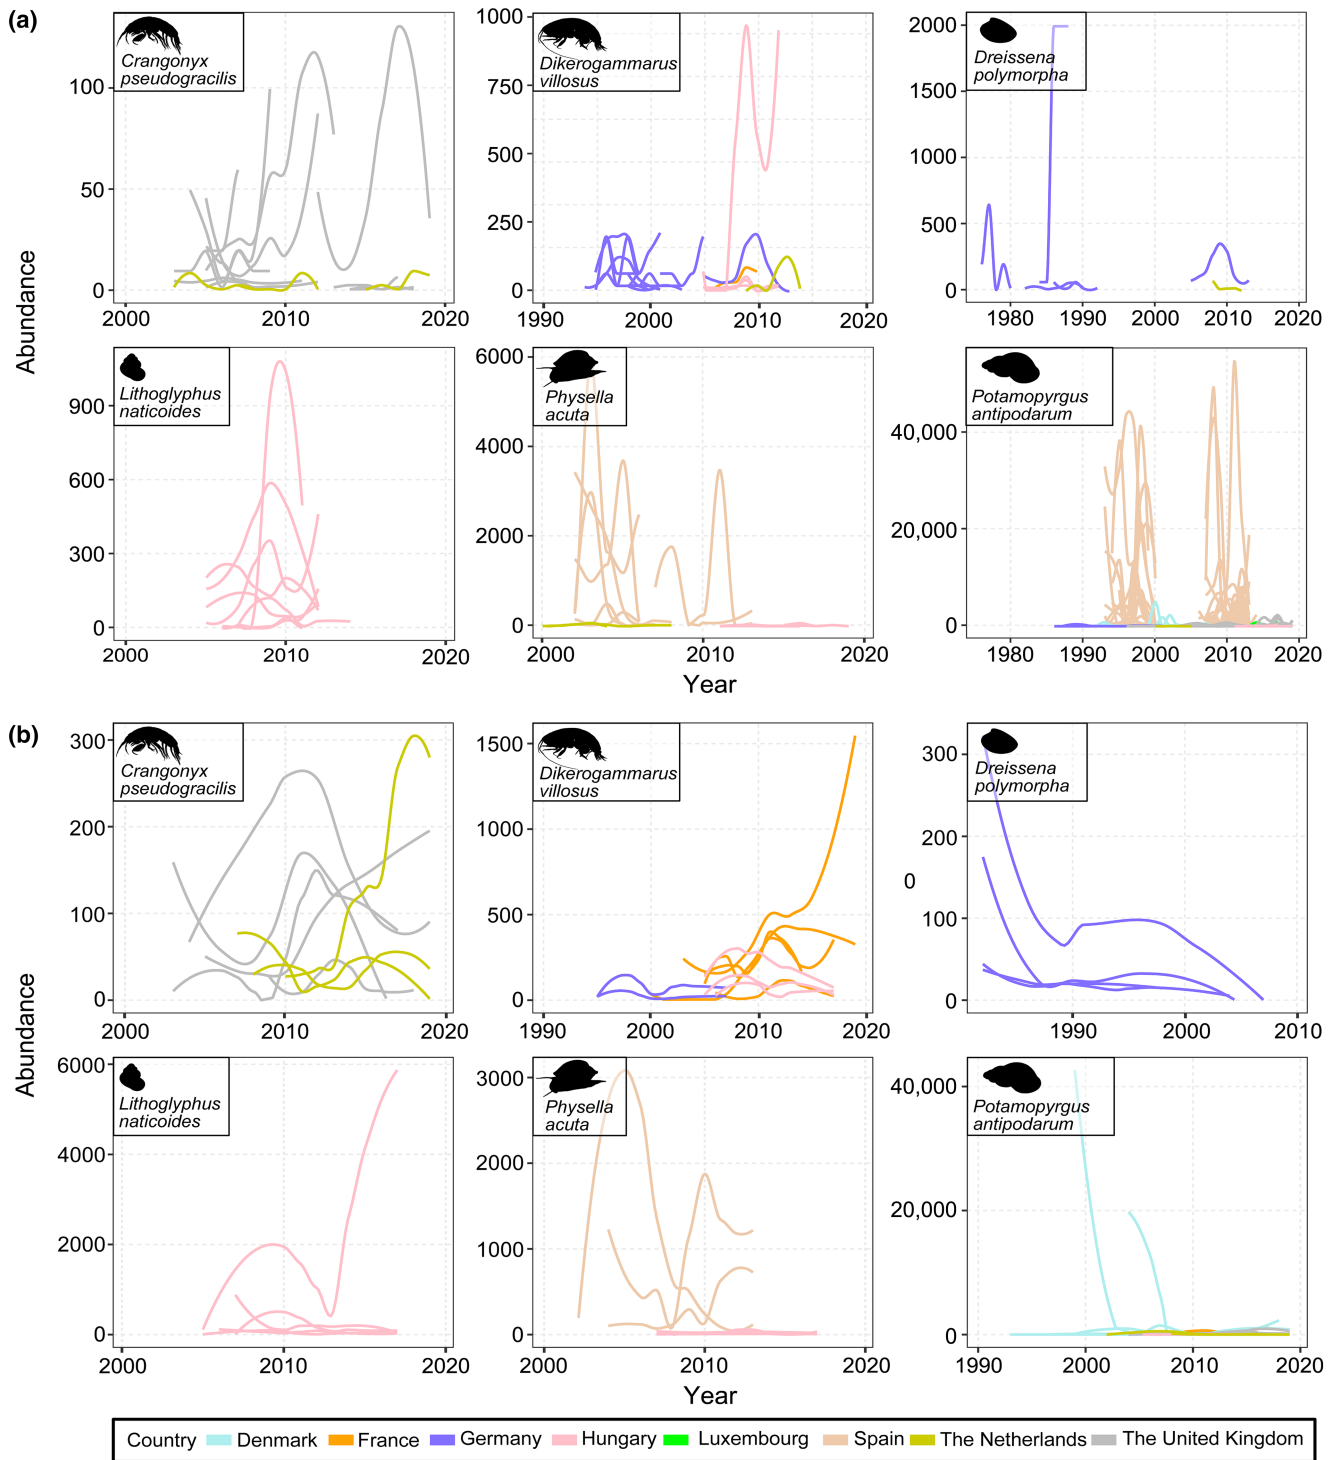 (a)
Crangonyx
pseudogracilis
100
50
0
2000
2010
2020
Dikerogammarus
villosus
1000
750
500
250
0
1990
2000
2010
2020
Dreissena
polymorpha
2000
1500
1000
500
0
1980
1990
2000
2010
2020
Abundance
Lithoglyphus
naticoides
900
600
300
0
2000
2010
2020
Physella
acuta
6000
4000
2000
0
2000
2010
2020
Potamopyrgus
antipodarum
40,000
20,000
0
1980
1990
2000
2010
2020
Year
(b)
Crangonyx
pseudogracilis
300
200
100
0
2000
2010
2020
Dikerogammarus
villosus
1500
1000
500
0
1990
2000
2010
2020
Dreissena
polymorpha
300
200
0
100
0
1990
2000
2010
Abundance
Lithoglyphus
naticoides
6000
4000
2000
0
2000
2010
2020
Physella
acuta
3000
2000
1000
0
2000
2010
2020
Potamopyrgus
antipodarum
40,000
20,000
0
1990
2000
2010
2020
Year
Country Denmark France Germany Hungary Luxembourg Spain The Netherlands The United Kingdom